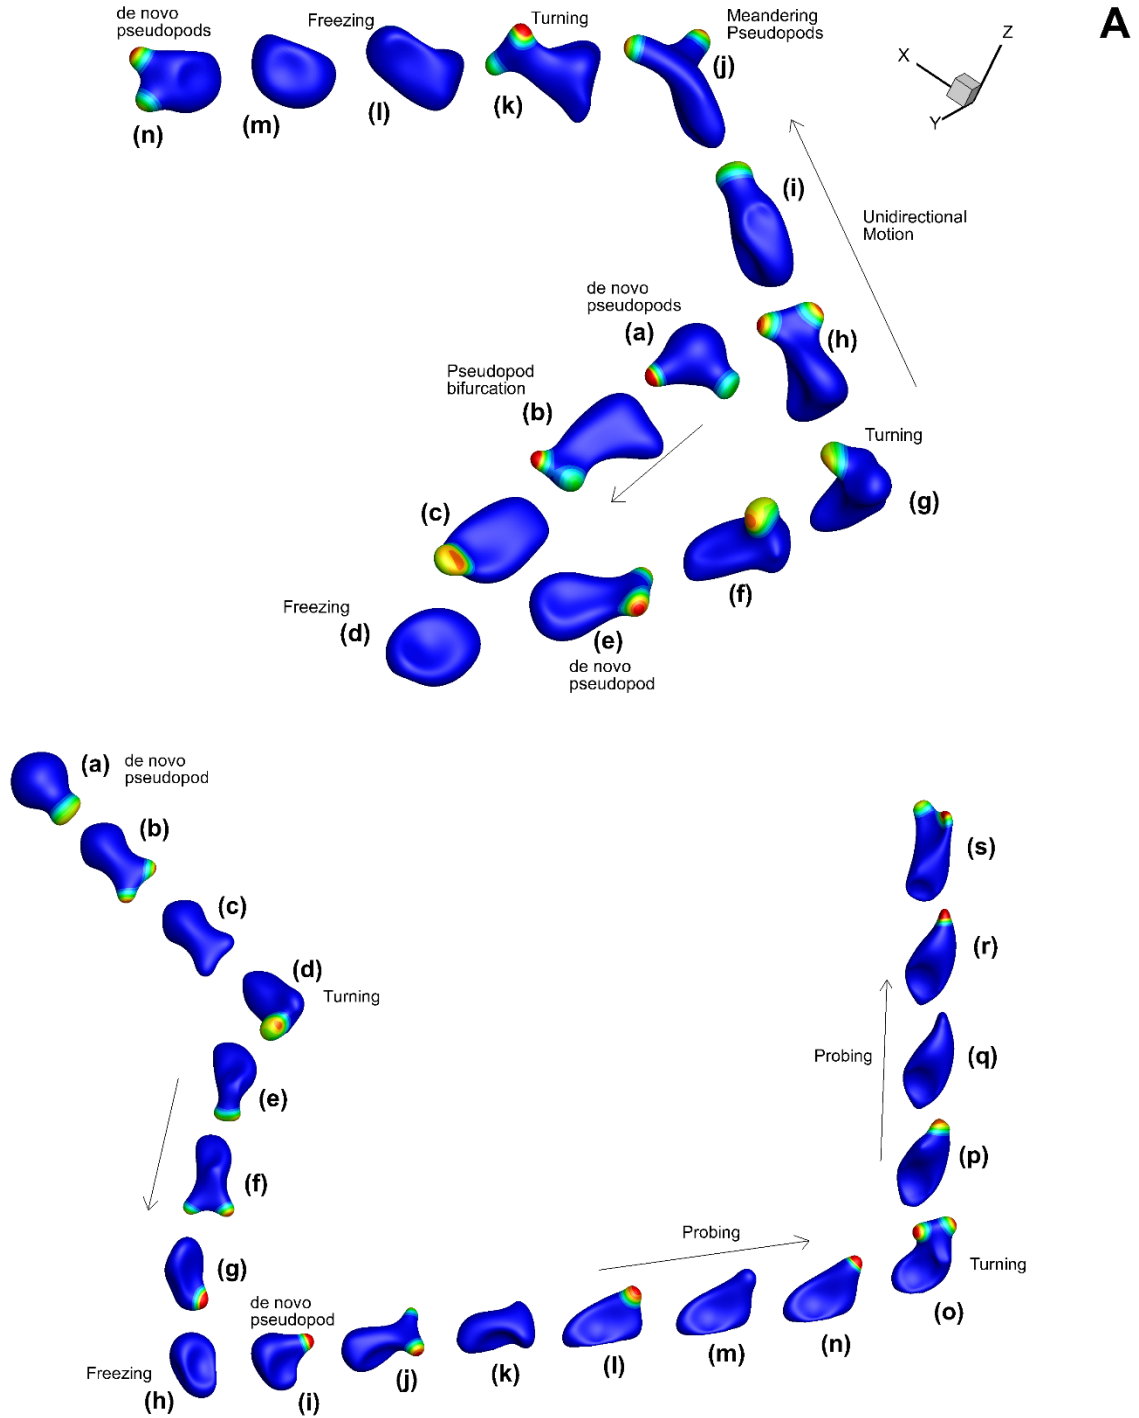 A
de novo
pseudopods
Freezing
Turning
Meandering
Pseudopods
Z
X
Y
(n)
(m)
(l)
(k)
(j)
(i)
Unidirectional
Motion
de novo
pseudopods
(a)
(h)
Pseudopod
bifurcation
(b)
Turning
(g)
(c)
(f)
Freezing
(d)
(e)
de novo
pseudopod
(a)
de novo
pseudopod
(b)
(c)
(d)
Turning
(e)
(f)
(g)
de novo
pseudopod
Freezing
(h)
(i)
(j)
(k)
Probing
(l)
(m)
(n)
(o)
Turning
(p)
Probing
(q)
(r)
(s)